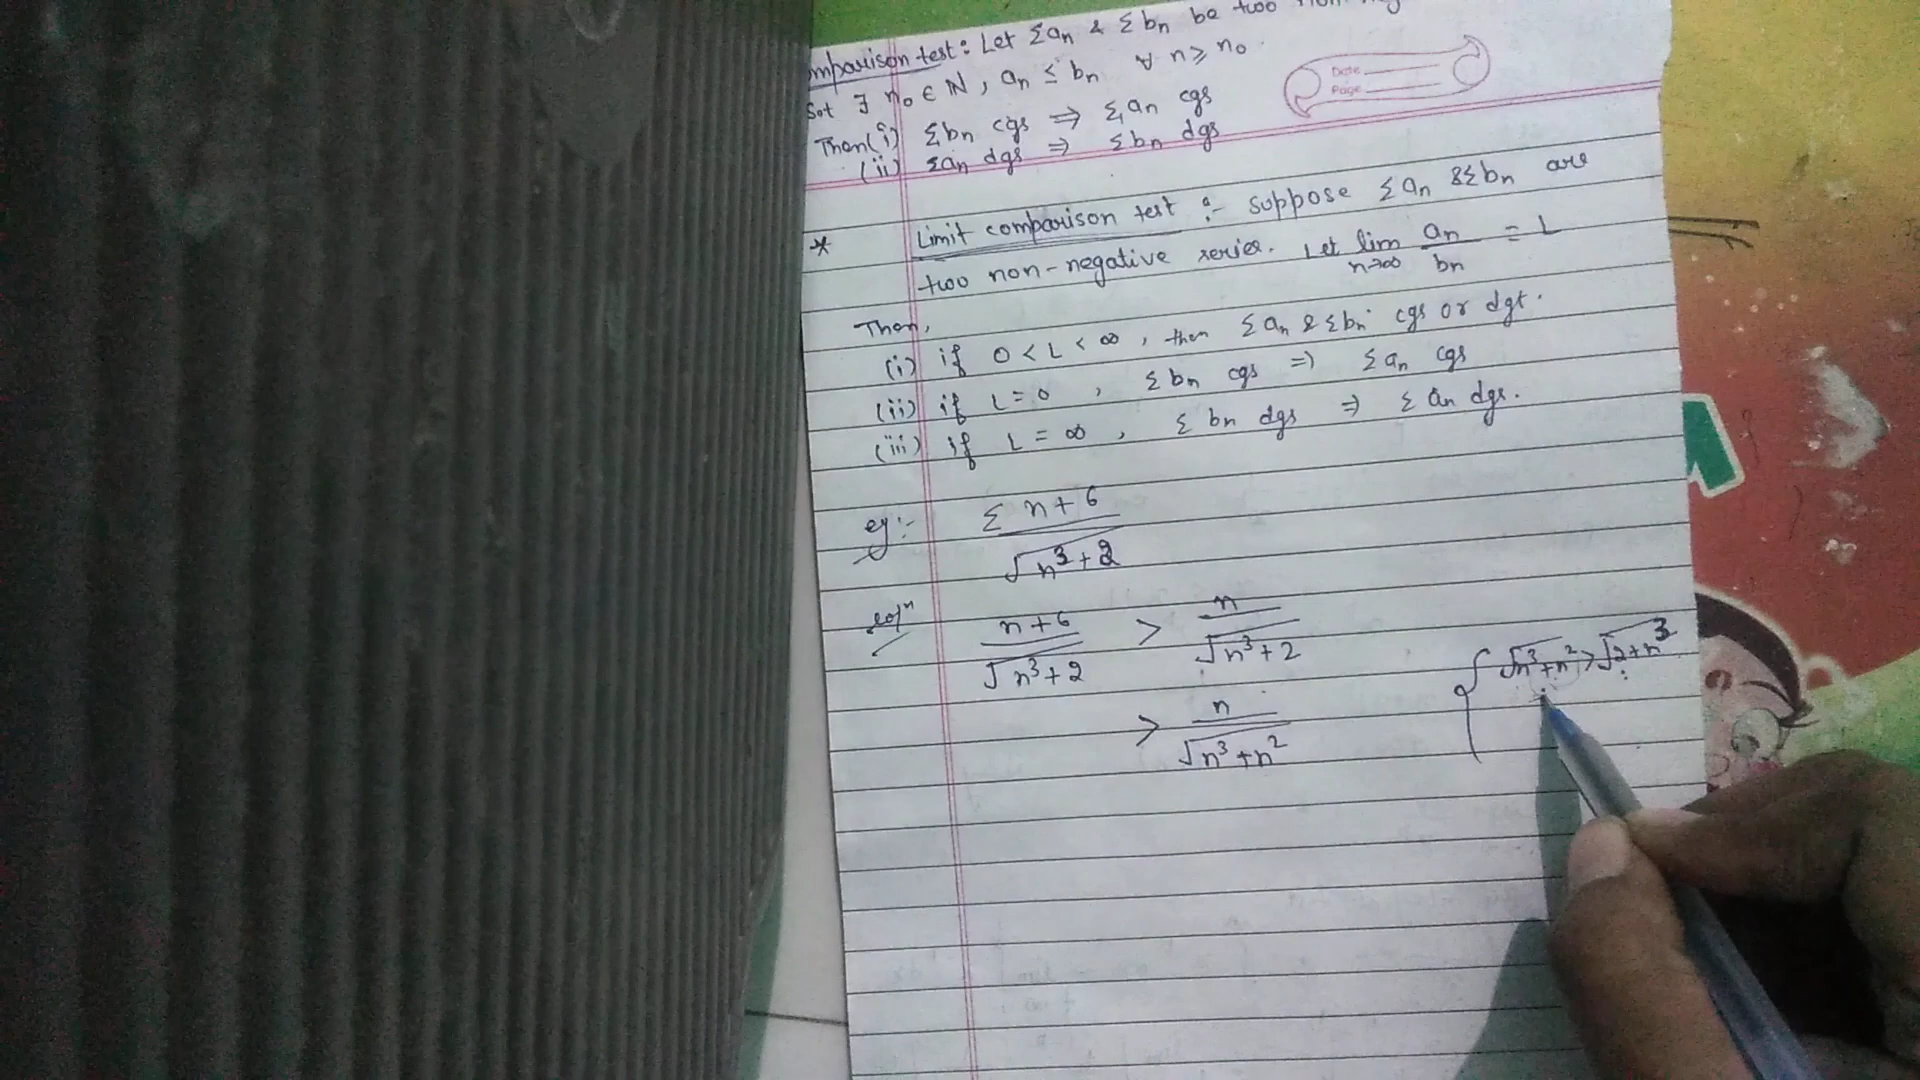 mparison test: Let Σan & Σbn be two non-neg
Sot ∃ n₀ ∈ ℕ, an ≤ bn ∀ n ≥ n₀.
Date
Page
Then (i) Σbn cgs ⇒ Σan cgs
(ii) Σan dgs ⇒ Σbn dgs
* Limit comparison test :- Suppose Σan & Σbn are
two non-negative series. Let lim n→∞ an/bn = L
Then,
(i) if 0 < L < ∞, then Σan & Σbn cgs or dgt.
(ii) if L = 0, Σbn cgs ⇒ Σan cgs
(iii) if L = ∞, Σbn dgs ⇒ Σan dgs.
eg:- Σ n+6 / √n³+2
solⁿ n+6 / √n³+2 > n / √n³+2
{ √n³+n² > √2+n³
> n / √n³+n²
A